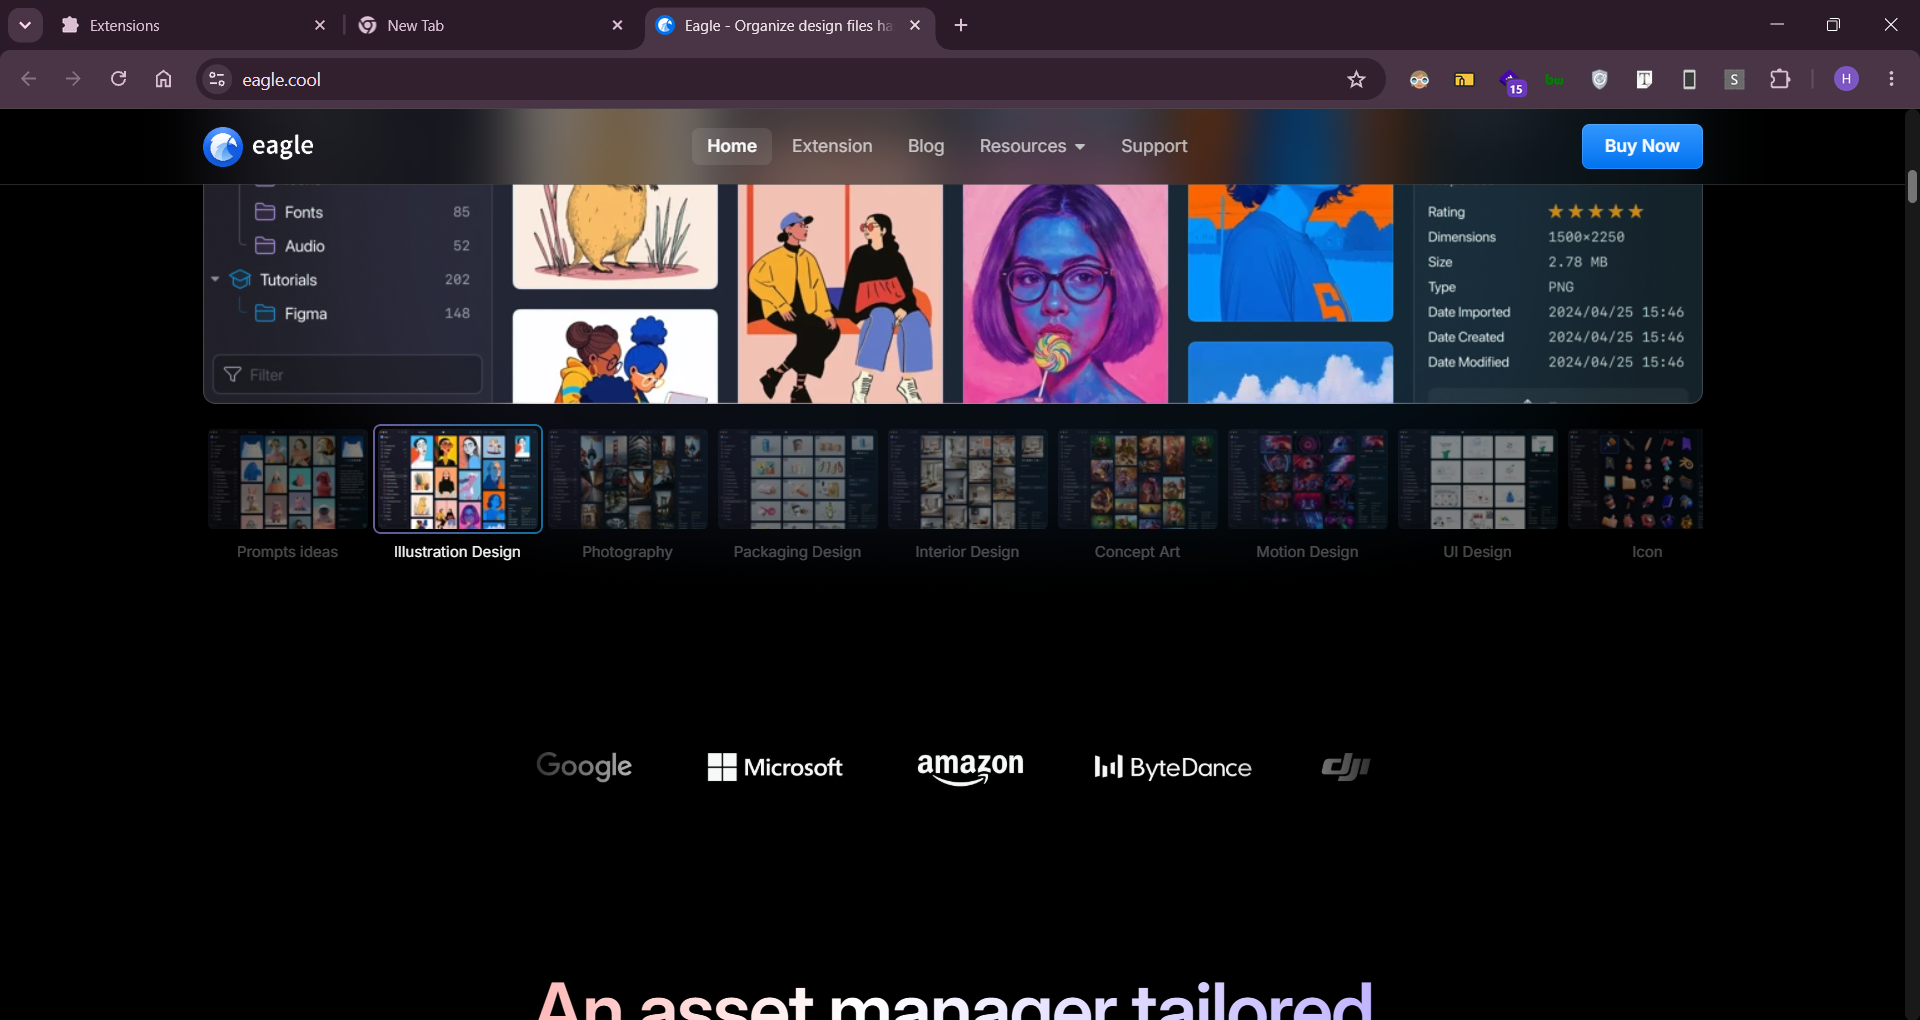 Extensions
New Tab
Eagle - Organize design files ha
eagle.cool
15
bw
T
S
H
eagle
Home
Extension
Blog
Resources
Support
Buy Now
Fonts 85
Audio 52
Tutorials 202
Figma 148
Filter
Rating
Dimensions 1500×2250
Size 2.78 MB
Type PNG
Date Imported 2024/04/25 15:46
Date Created 2024/04/25 15:46
Date Modified 2024/04/25 15:46
Prompts ideas
Illustration Design
Photography
Packaging Design
Interior Design
Concept Art
Motion Design
UI Design
Icon
Google
Microsoft
amazon
ByteDance
dji
An asset manager tailored